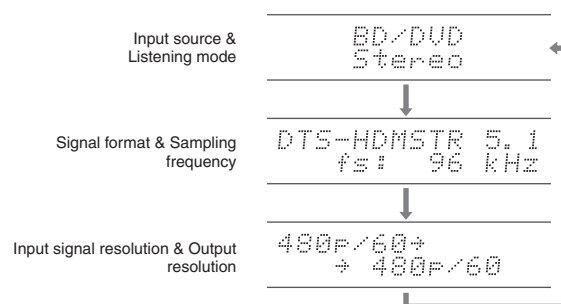 Input source &
Listening mode
BD/DVD
Stereo
Signal format & Sampling
frequency
DTS-HDMSTR 5.1
fs: 96 kHz
Input signal resolution & Output
resolution
480p/60→
→ 480p/60